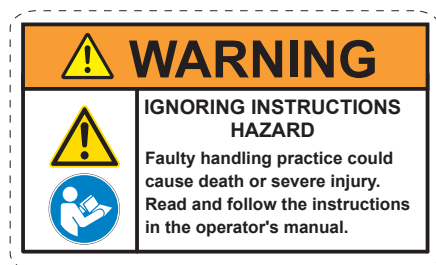 WARNING
IGNORING INSTRUCTIONS
HAZARD
Faulty handling practice could
cause death or severe injury.
Read and follow the instructions
in the operator's manual.